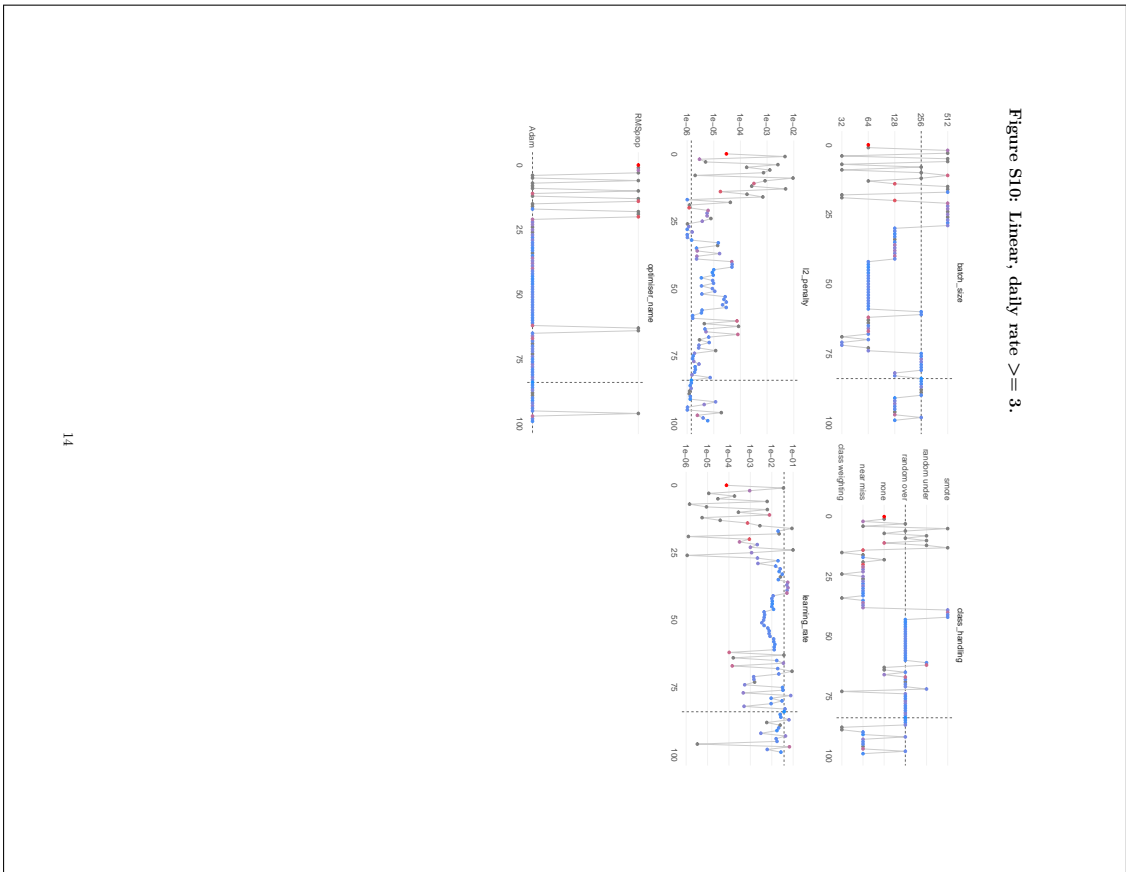 Figure S10: Linear, daily rate >= 3.
batch_size
512
256
128
64
32
0 25 50 75 100
class_handling
smote
random under
random over
none
near miss
class weighting
0 25 50 75 100
l2_penalty
1e−02
1e−03
1e−04
1e−05
1e−06
0 25 50 75 100
learning_rate
1e−01
1e−02
1e−03
1e−04
1e−05
1e−06
0 25 50 75 100
optimiser_name
RMSprop
Adam
0 25 50 75 100
14